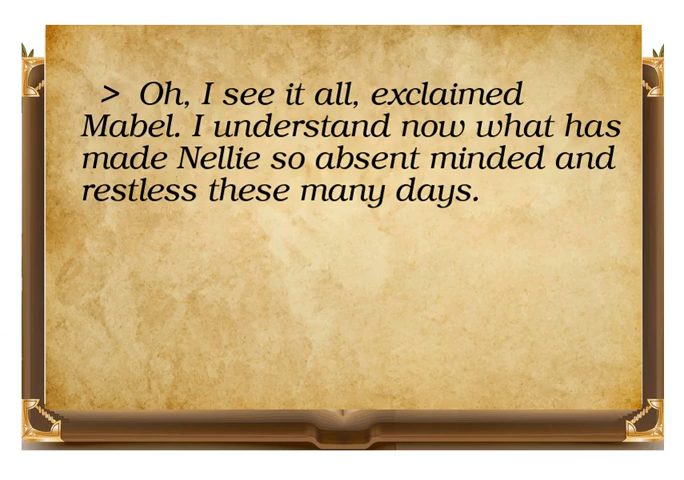 > Oh, I see it all, exclaimed
Mabel. I understand now what has
made Nellie so absent minded and
restless these many days.